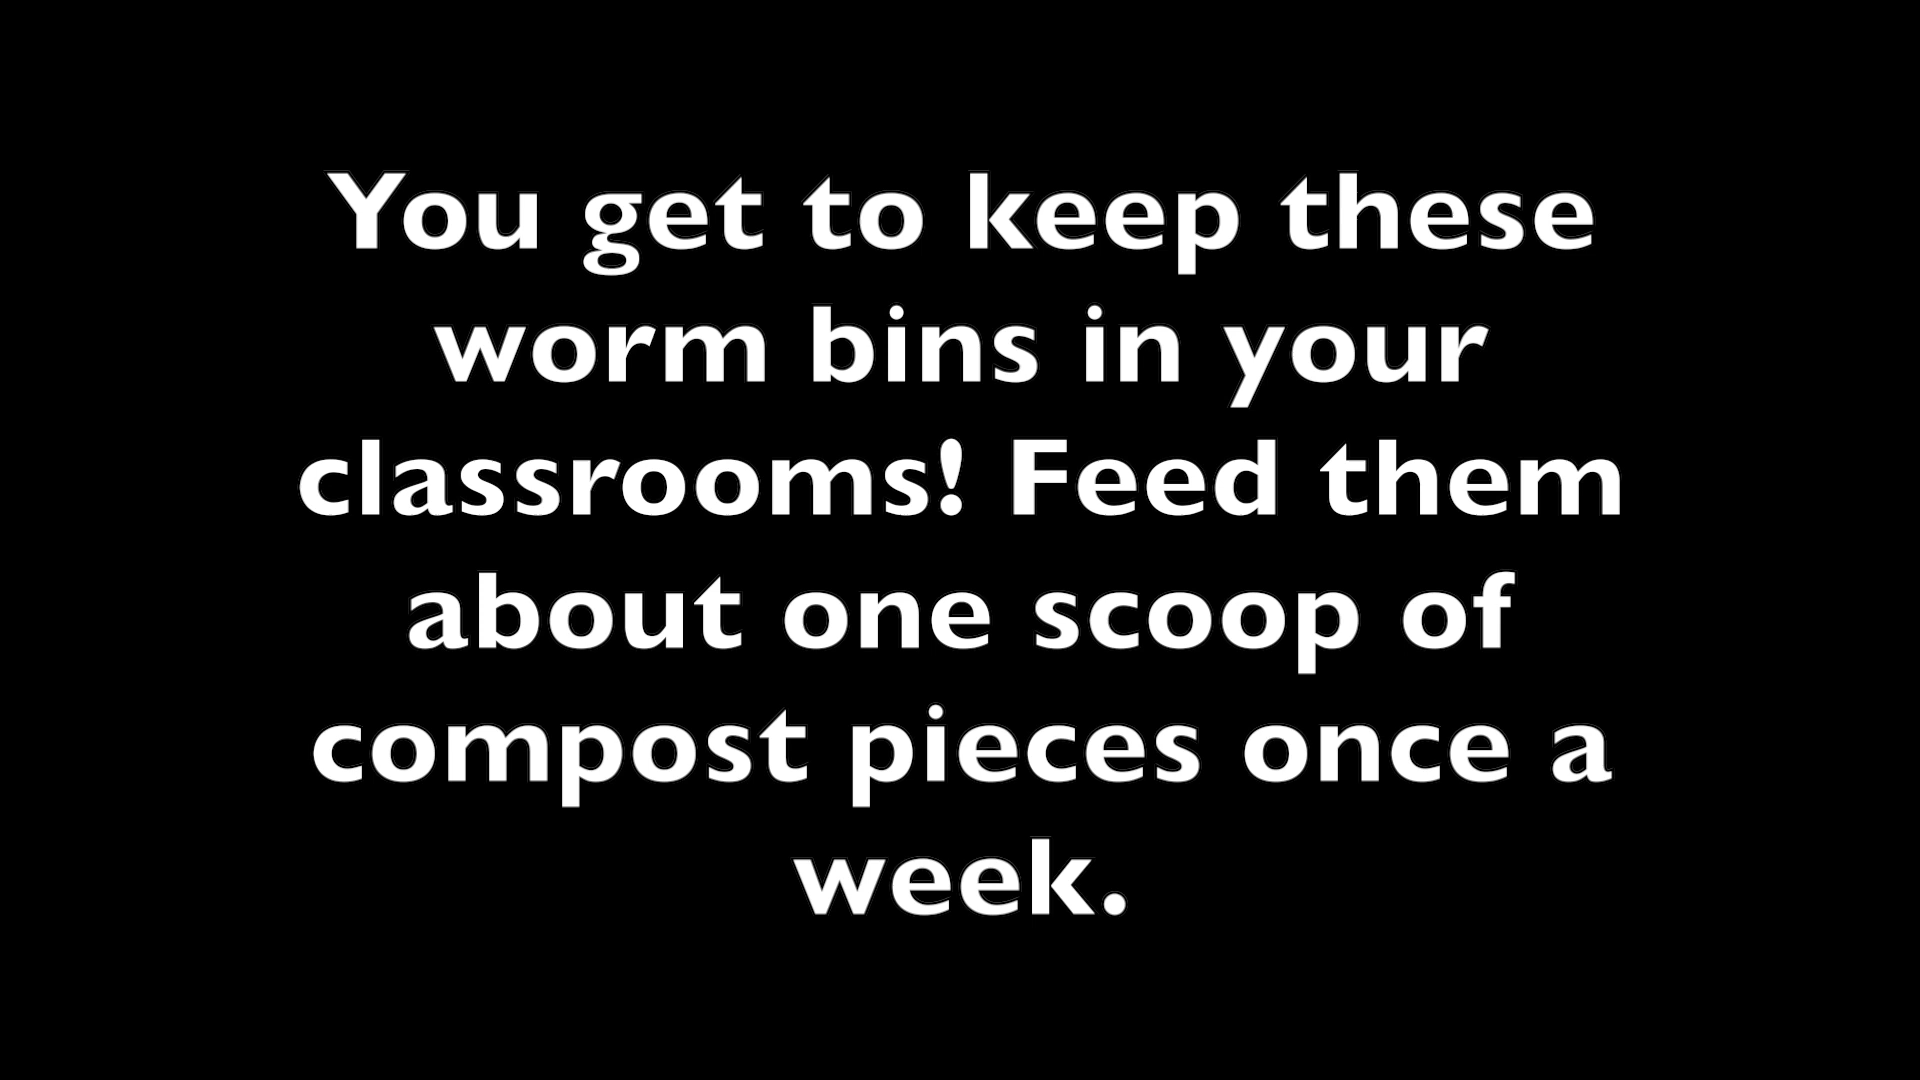 You get to keep these
worm bins in your
classrooms! Feed them
about one scoop of
compost pieces once a
week.